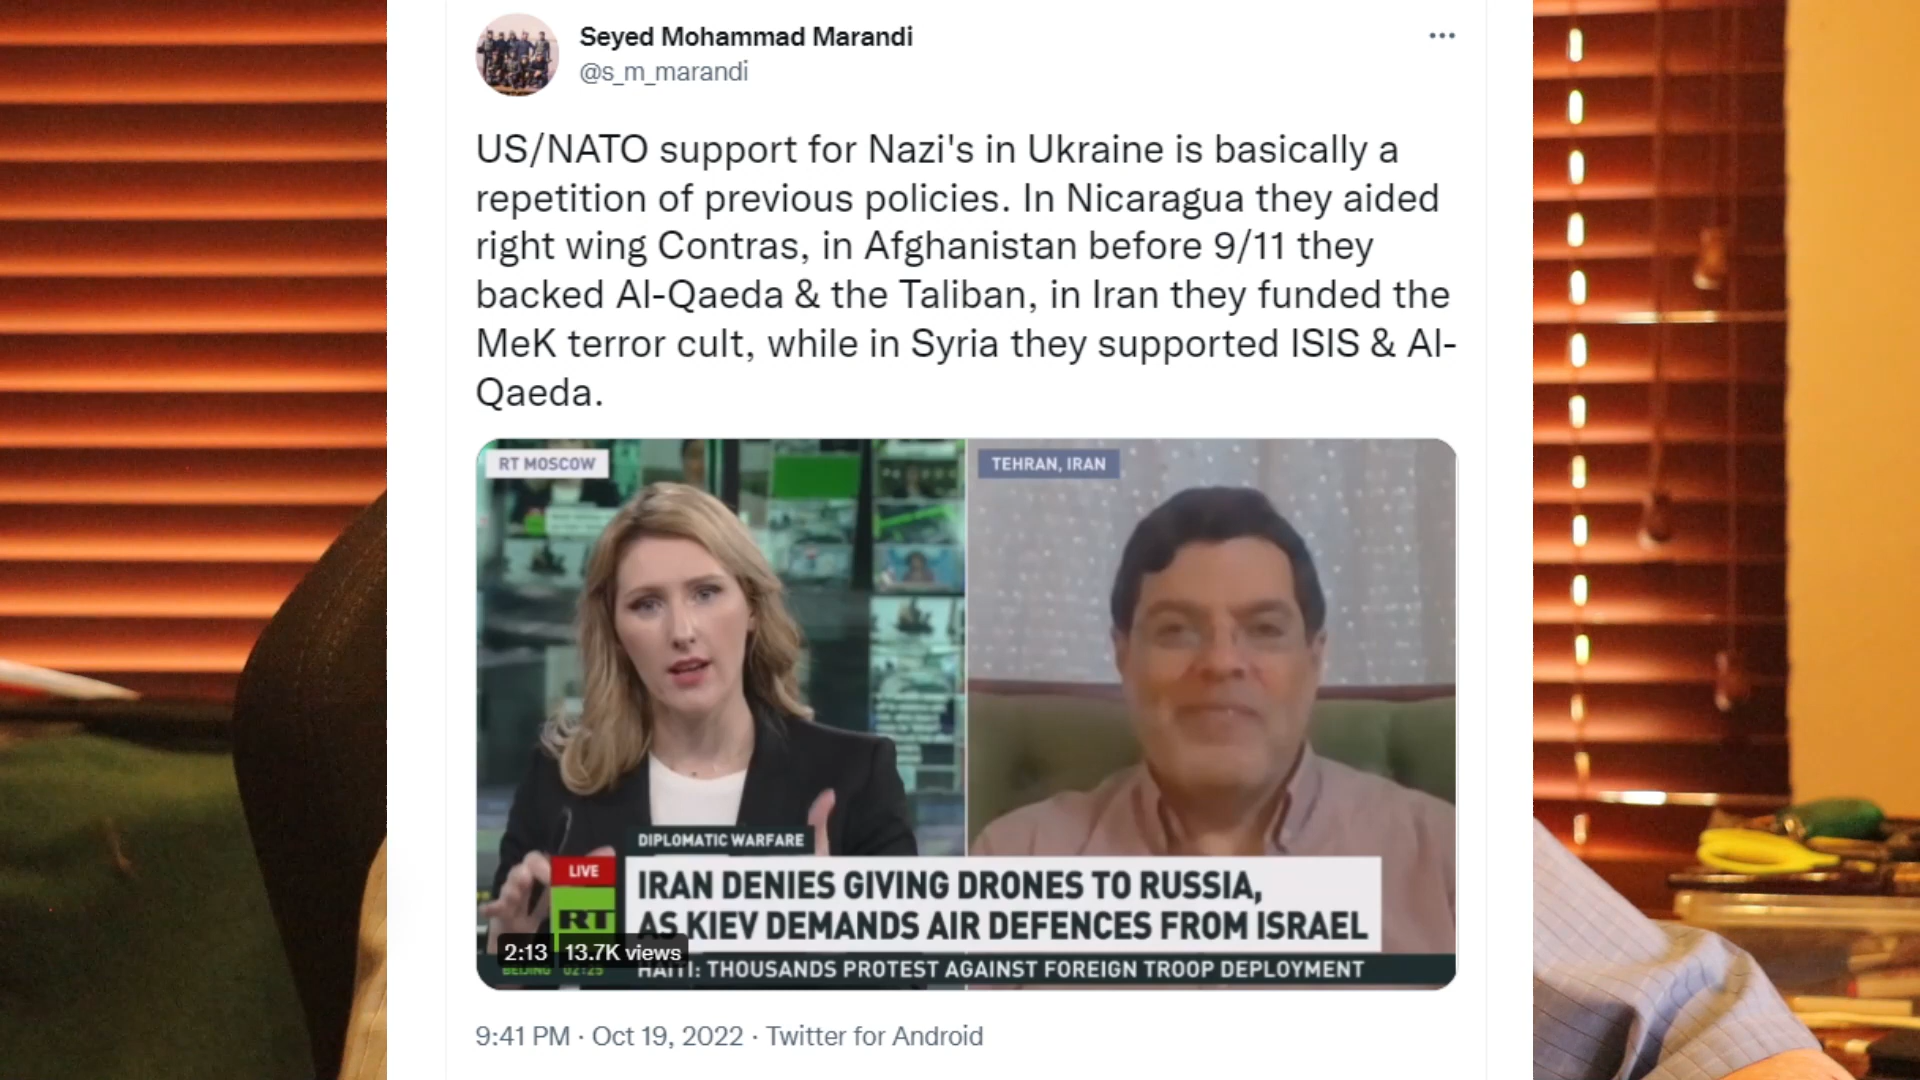 Seyed Mohammad Marandi
@s_m_marandi
US/NATO support for Nazi's in Ukraine is basically a
repetition of previous policies. In Nicaragua they aided
right wing Contras, in Afghanistan before 9/11 they
backed Al-Qaeda & the Taliban, in Iran they funded the
MeK terror cult, while in Syria they supported ISIS & Al-
Qaeda.
RT MOSCOW
TEHRAN, IRAN
DIPLOMATIC WARFARE
LIVE
RT
IRAN DENIES GIVING DRONES TO RUSSIA,
AS KIEV DEMANDS AIR DEFENCES FROM ISRAEL
2:13 13.7K views
BEIJING 02:25
HAITI: THOUSANDS PROTEST AGAINST FOREIGN TROOP DEPLOYMENT
9:41 PM · Oct 19, 2022 · Twitter for Android